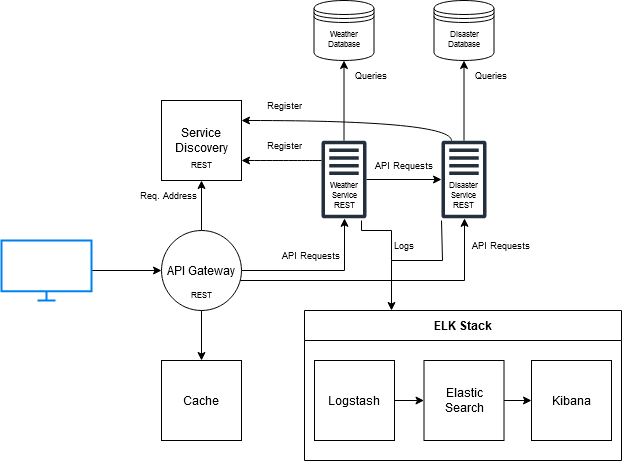 Weather
Database
Disaster
Database
Queries
Queries
Register
Service
Discovery
REST
Register
API Requests
Weather
Service
REST
Disaster
Service
REST
Req. Address
API Gateway
REST
API Requests
Logs
API Requests
ELK Stack
Cache
Logstash
Elastic
Search
Kibana